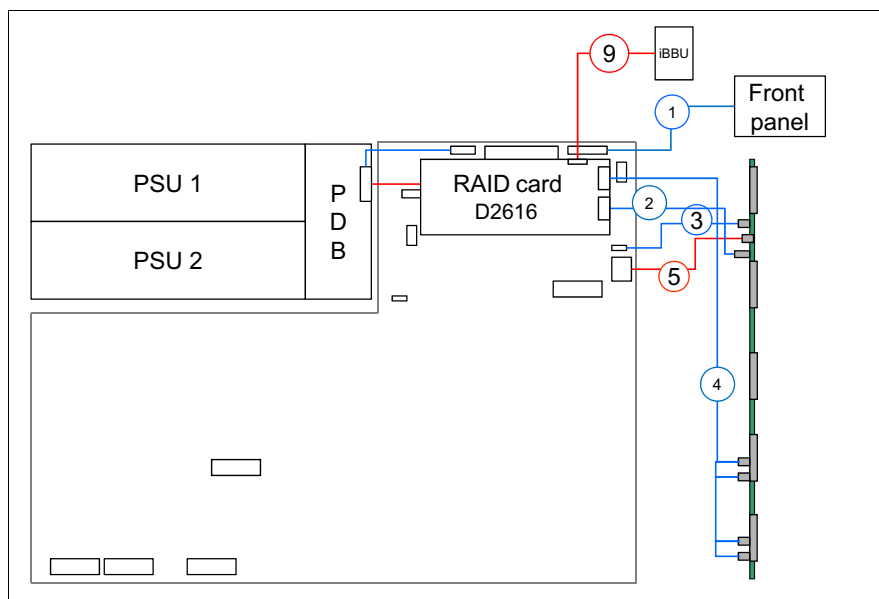 9
iBBU
1
Front
panel
PSU 1
P
D
B
RAID card
D2616
2
3
PSU 2
5
4